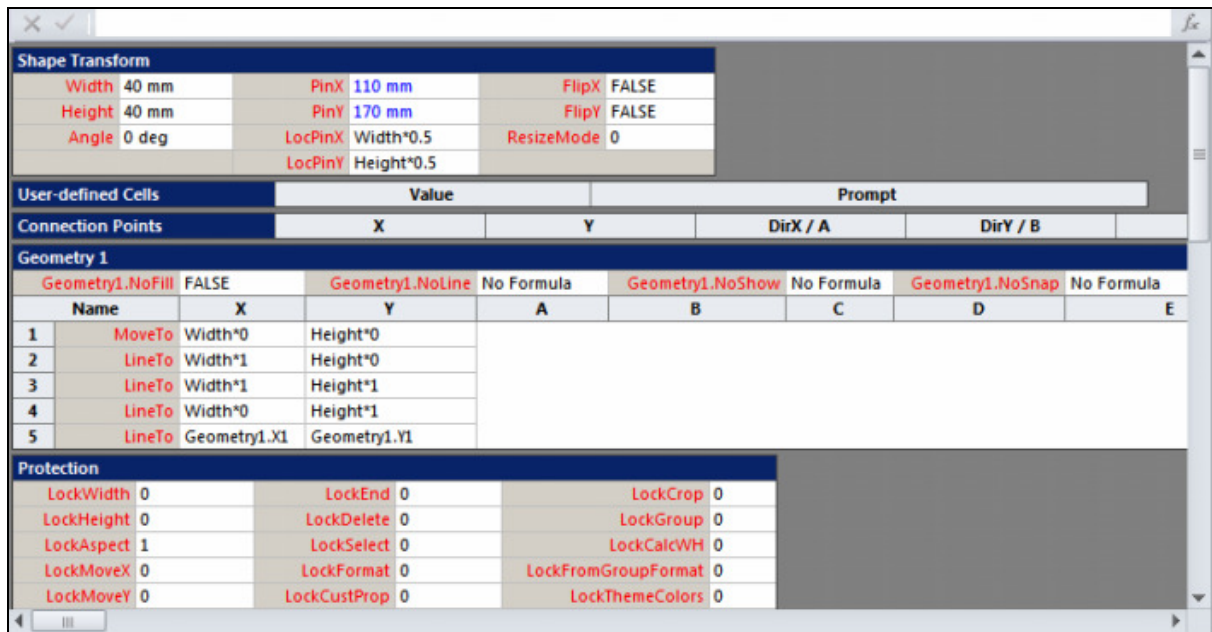 fx
Shape Transform
Width 40 mm PinX 110 mm FlipX FALSE
Height 40 mm PinY 170 mm FlipY FALSE
Angle 0 deg LocPinX Width*0.5 ResizeMode 0
LocPinY Height*0.5
User-defined Cells Value Prompt
Connection Points X Y DirX / A DirY / B
Geometry 1
Geometry1.NoFill FALSE Geometry1.NoLine No Formula Geometry1.NoShow No Formula Geometry1.NoSnap No Formula
Name X Y A B C D E
1 MoveTo Width*0 Height*0
2 LineTo Width*1 Height*0
3 LineTo Width*1 Height*1
4 LineTo Width*0 Height*1
5 LineTo Geometry1.X1 Geometry1.Y1
Protection
LockWidth 0 LockEnd 0 LockCrop 0
LockHeight 0 LockDelete 0 LockGroup 0
LockAspect 1 LockSelect 0 LockCalcWH 0
LockMoveX 0 LockFormat 0 LockFromGroupFormat 0
LockMoveY 0 LockCustProp 0 LockThemeColors 0